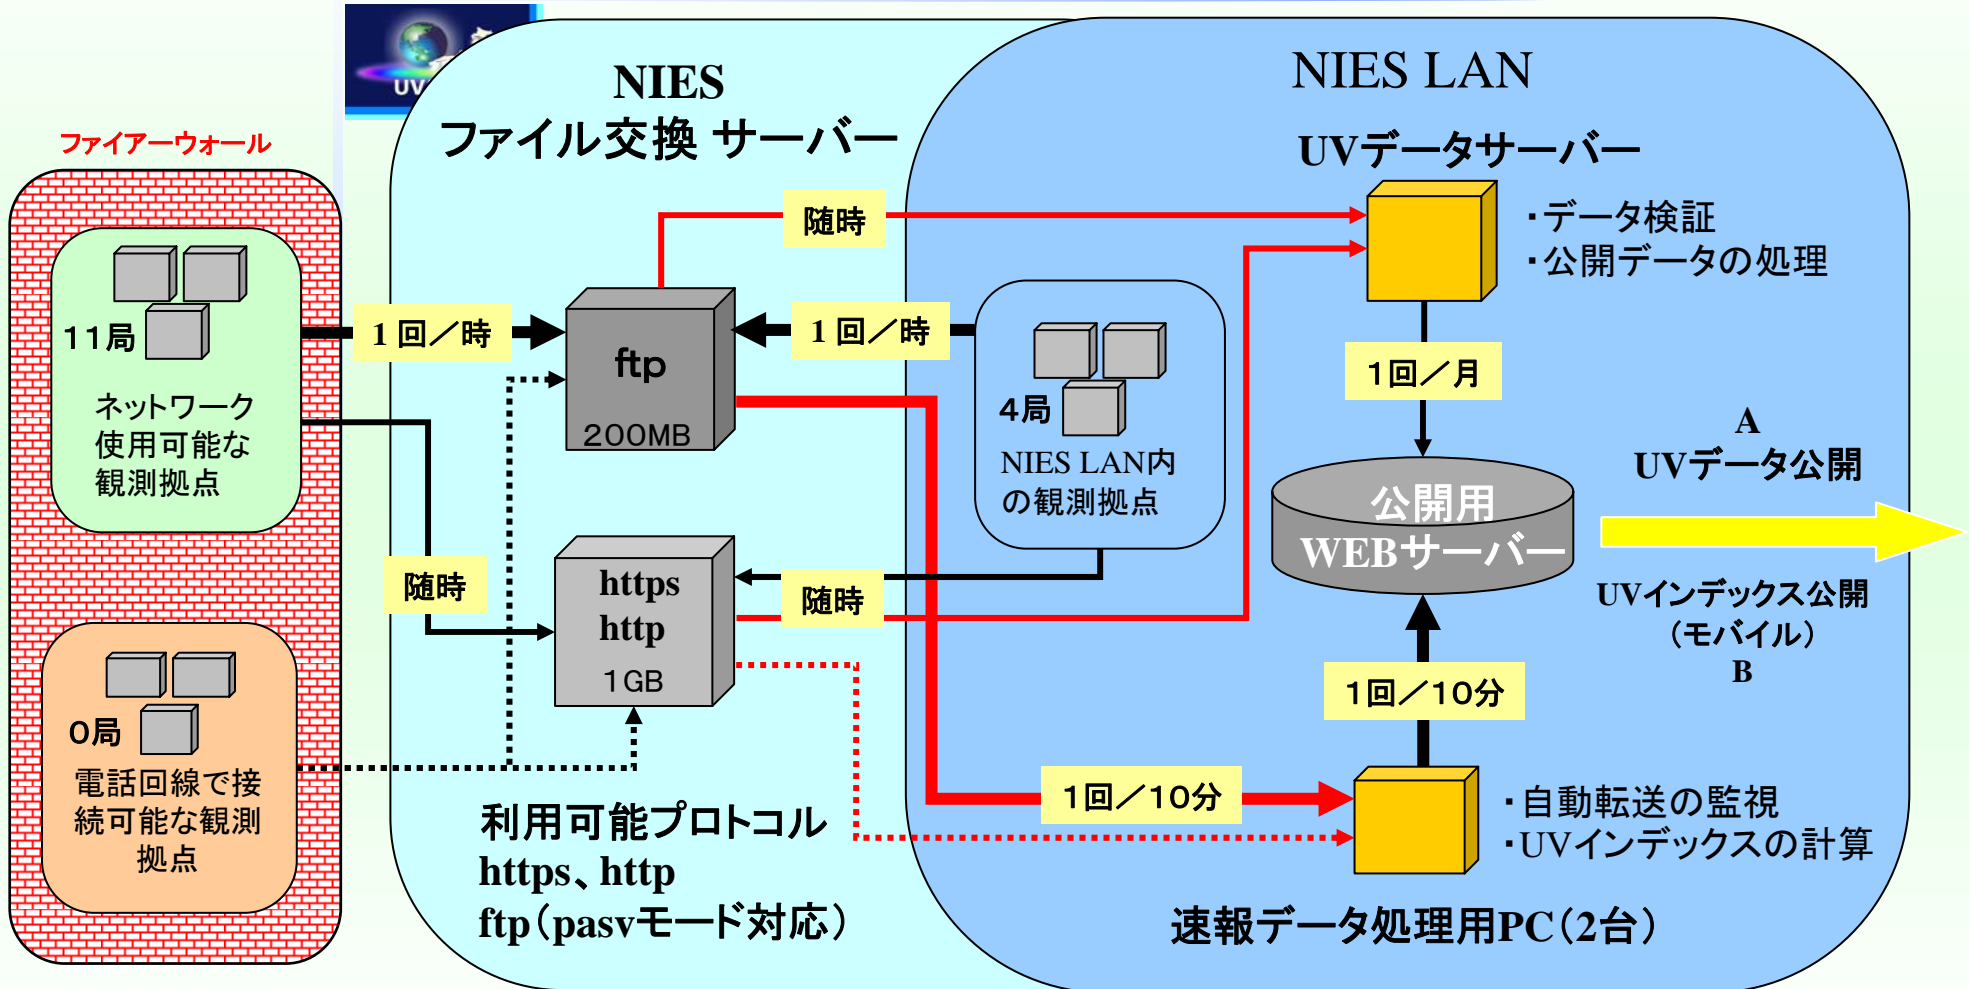 UV
NIES
ファイル交換 サーバー
NIES LAN
ファイアーウォール
UVデータサーバー
・データ検証
・公開データの処理
随時
11局
ネットワーク
使用可能な
観測拠点
1 回／時
ftp
200MB
1 回／時
4局
NIES LAN内
の観測拠点
1回／月
A
UVデータ公開
公開用
WEBサーバー
UVインデックス公開
（モバイル）
B
随時
https
http
1GB
随時
1回／10分
0局
電話回線で接
続可能な観測
拠点
1回／10分
・自動転送の監視
・UVインデックスの計算
利用可能プロトコル
https、http
ftp（pasvモード対応）
速報データ処理用PC（2台）